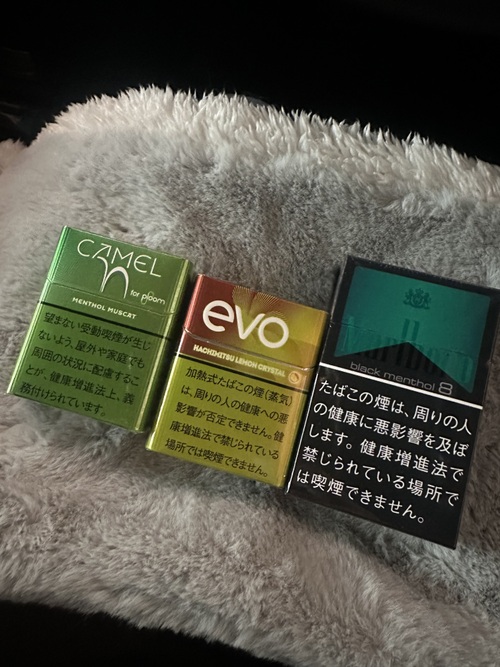 CAMEL
for ploom
MENTHOL MUSCAT
望まない受動喫煙が生じ
ないよう、屋外や家庭でも
周囲の状況に配慮するこ
とが、健康増進法上、義
務付けられています。
evo
HACHIMITSU LEMON CRYSTAL
加熱式たばこの煙(蒸気)
は、周りの人の健康への悪
影響が否定できません。健
康増進法で禁じられている
場所では喫煙できません。
Marlboro
black menthol 8
たばこの煙は、周りの人
の健康に悪影響を及ぼ
します。健康増進法で
禁じられている場所で
は喫煙できません。